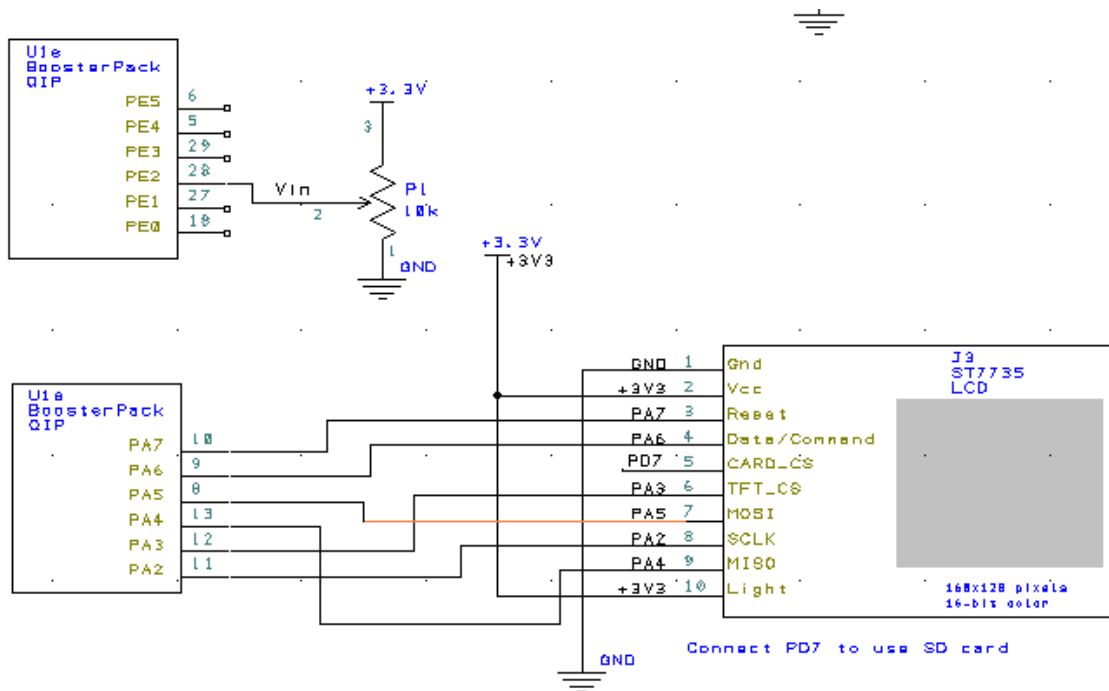 U1e
BoosterPack
QIP
PE5 6
PE4 5
PE3 29
PE2 28
PE1 27
PE0 18
Vin
2
+3.3V
3
P1
10k
1
GND
+3.3V
+3V3
U1a
BoosterPack
QIP
PA7 10
PA6 9
PA5 8
PA4 13
PA3 12
PA2 11
J3
ST7735
LCD
GND 1 Gnd
+3V3 2 Vcc
PA7 3 Reset
PA6 4 Data/Command
PD7 5 CARD_CS
PA3 6 TFT_CS
PA5 7 MOSI
PA2 8 SCLK
PA4 9 MISO
+3V3 10 Light
160x128 pixels
16-bit color
GND
Connect PD7 to use SD card